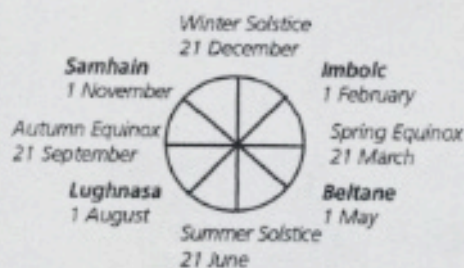 Winter Solstice
21 December
Samhain
1 November
Imbolc
1 February
Autumn Equinox
21 September
Spring Equinox
21 March
Lughnasa
1 August
Beltane
1 May
Summer Solstice
21 June